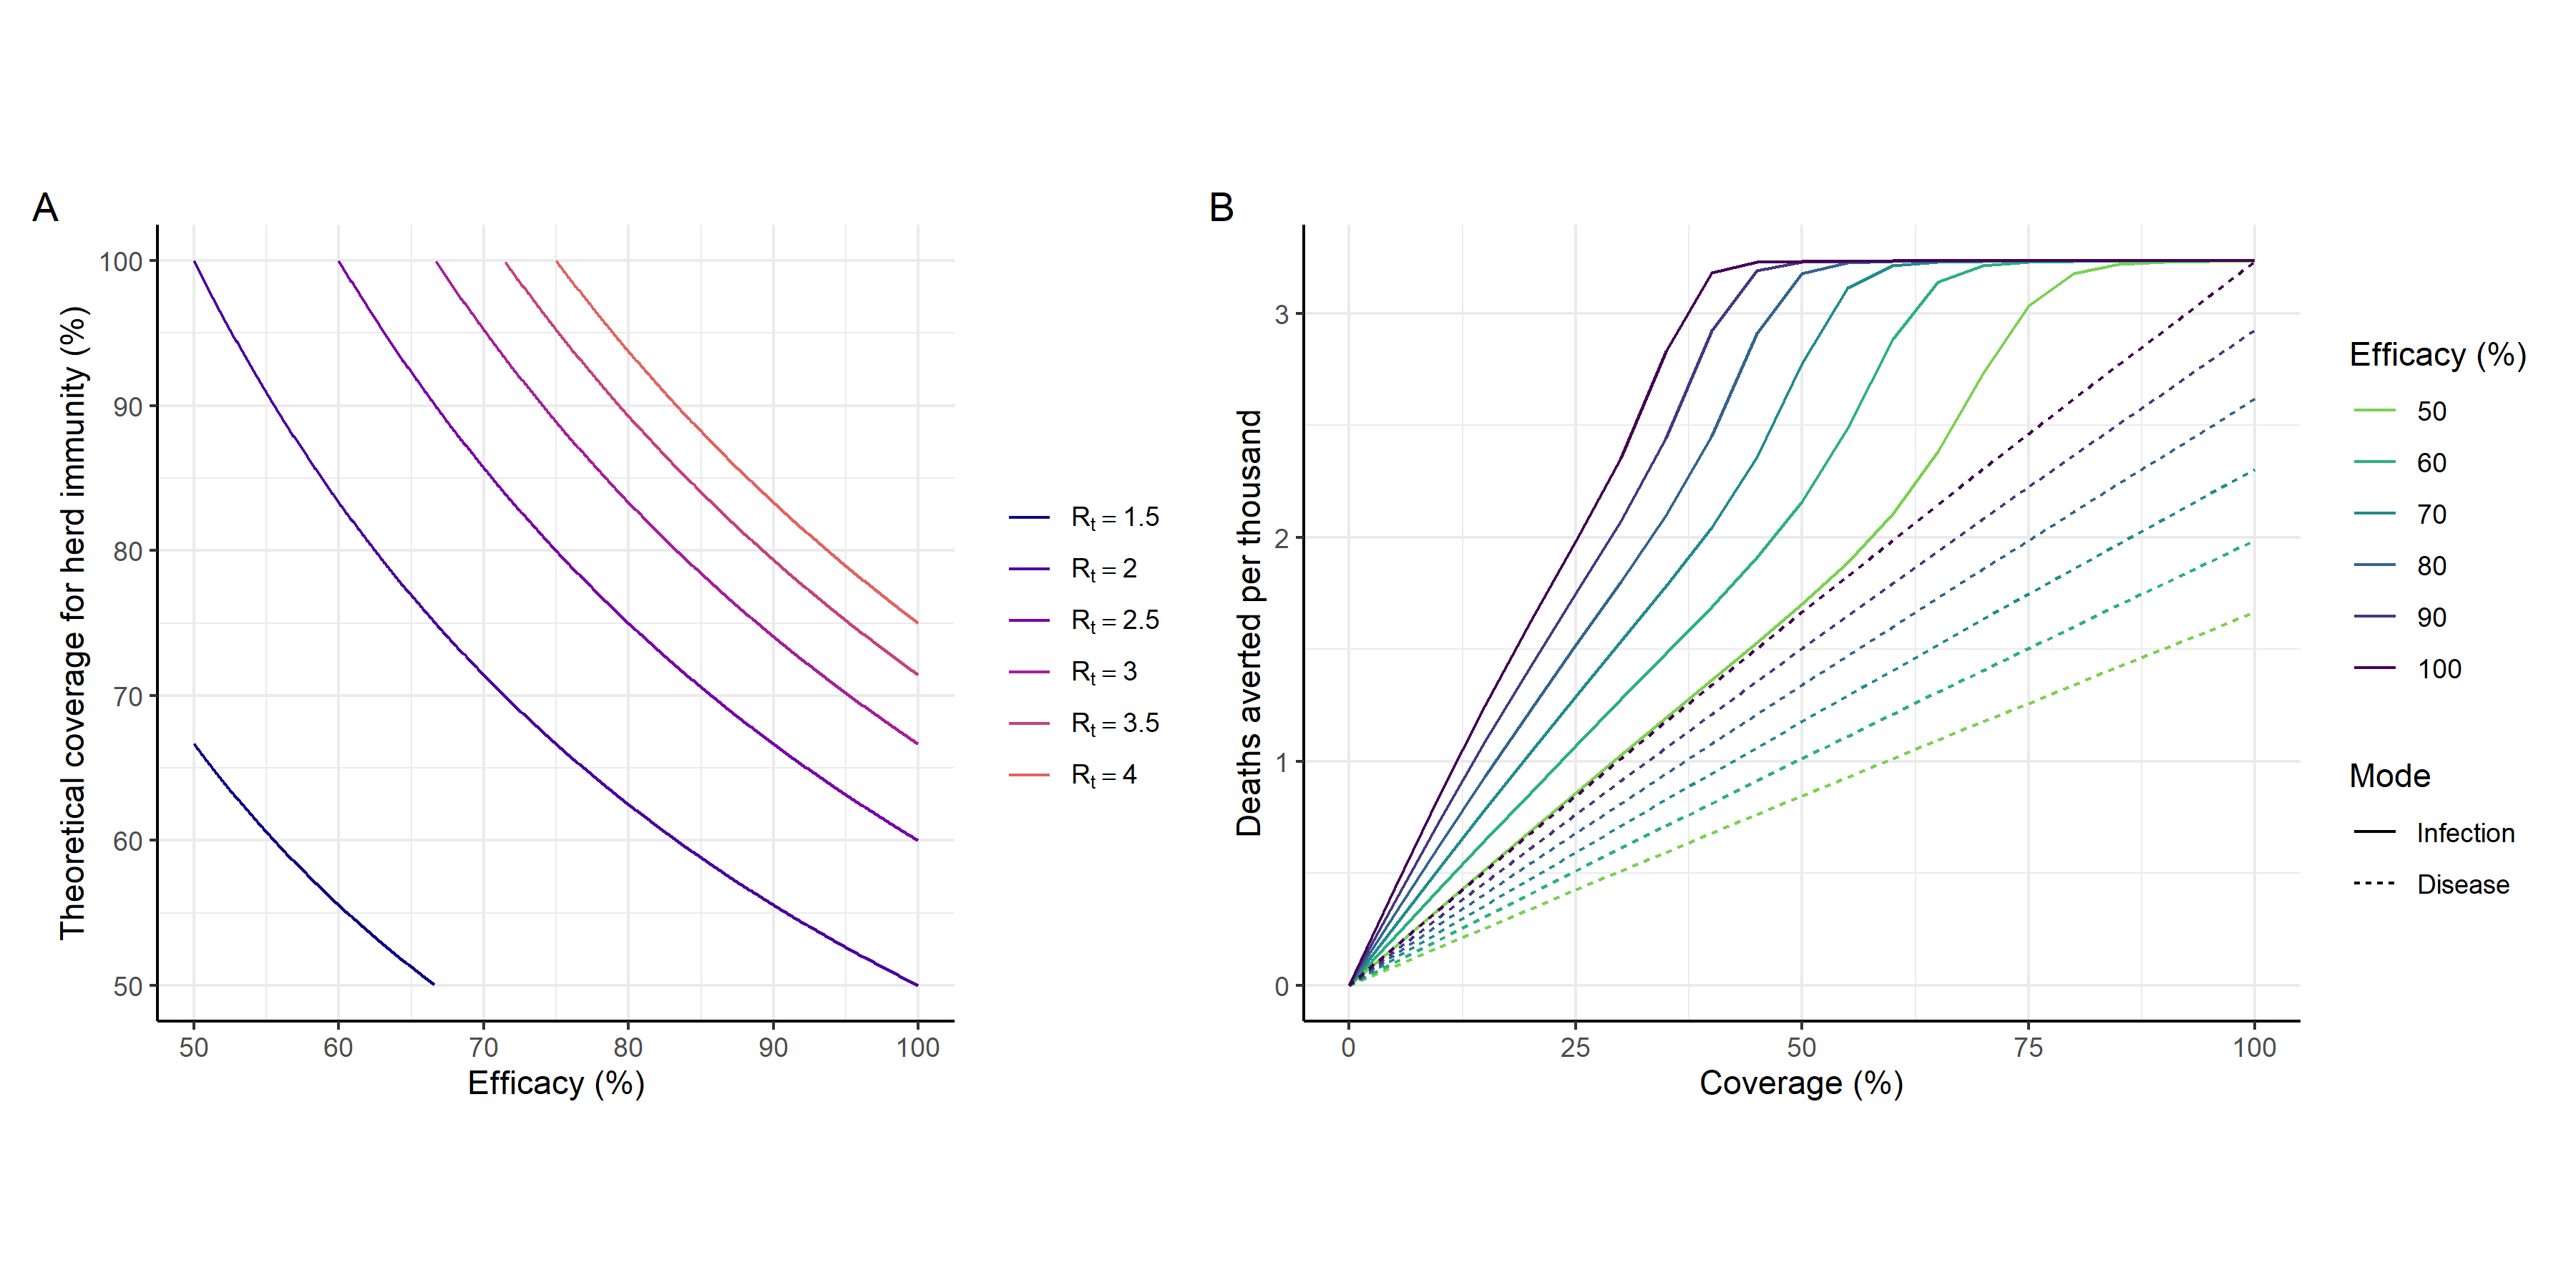 A
Theoretical coverage for herd immunity (%)
100
90
80
70
60
50
50 60 70 80 90 100
Efficacy (%)
Rt = 1.5
Rt = 2
Rt = 2.5
Rt = 3
Rt = 3.5
Rt = 4
B
Deaths averted per thousand
3
2
1
0
0 25 50 75 100
Coverage (%)
Efficacy (%)
50
60
70
80
90
100
Mode
Infection
Disease